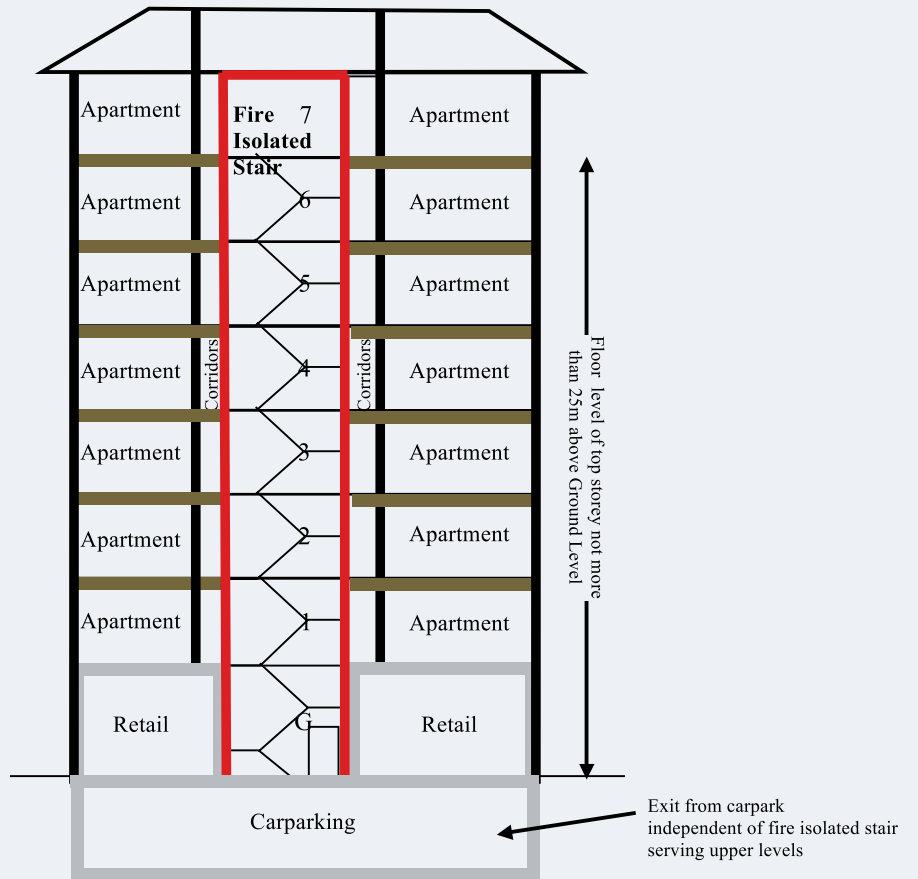 Apartment
Fire 7
Isolated
Stair
Apartment
Apartment
6
Apartment
Apartment
5
Apartment
Apartment
4
Apartment
Corridors
Corridors
Apartment
3
Apartment
Apartment
2
Apartment
Apartment
1
Apartment
Retail
G
Retail
Floor level of top storey not more
than 25m above Ground Level
Carparking
Exit from carpark
independent of fire isolated stair
serving upper levels